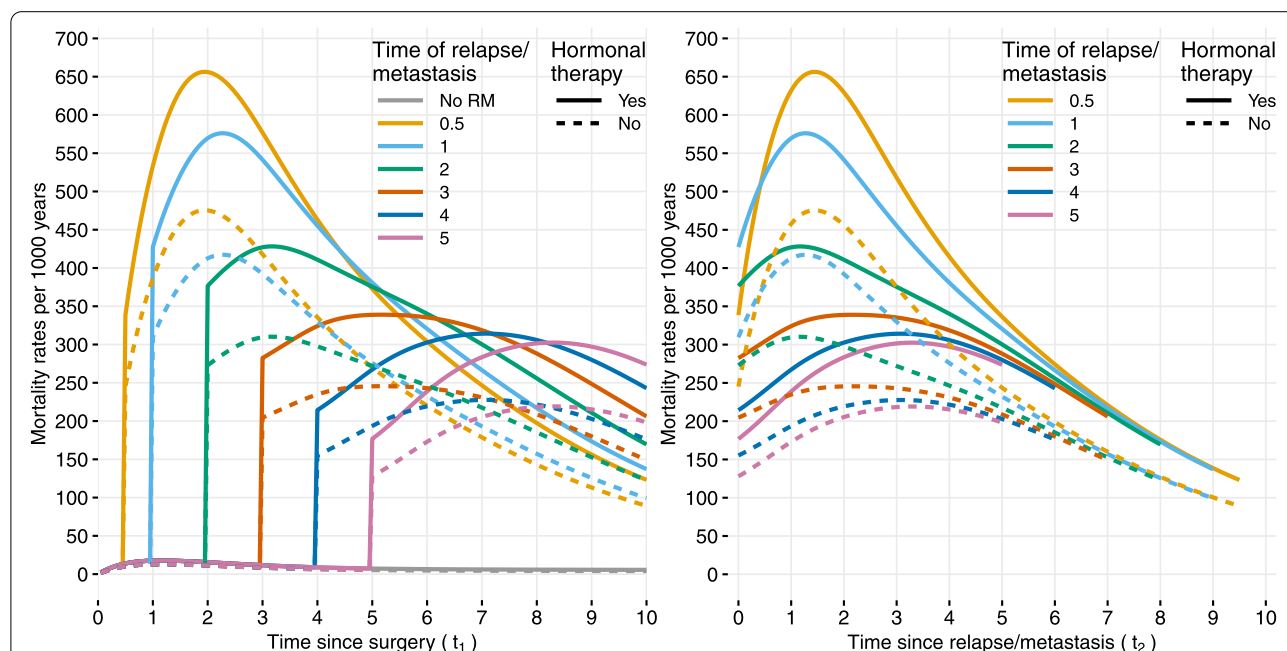 Time of relapse/
metastasis
No RM
0.5
1
2
3
4
5
Hormonal
therapy
Yes
No
700
650
600
550
500
450
400
350
300
250
200
150
100
50
0
Mortality rates per 1000 years
0 1 2 3 4 5 6 7 8 9 10
Time since surgery ( t1 )
Time of relapse/
metastasis
0.5
1
2
3
4
5
Hormonal
therapy
Yes
No
700
650
600
550
500
450
400
350
300
250
200
150
100
50
0
Mortality rates per 1000 years
0 1 2 3 4 5 6 7 8 9 10
Time since relapse/metastasis ( t2 )